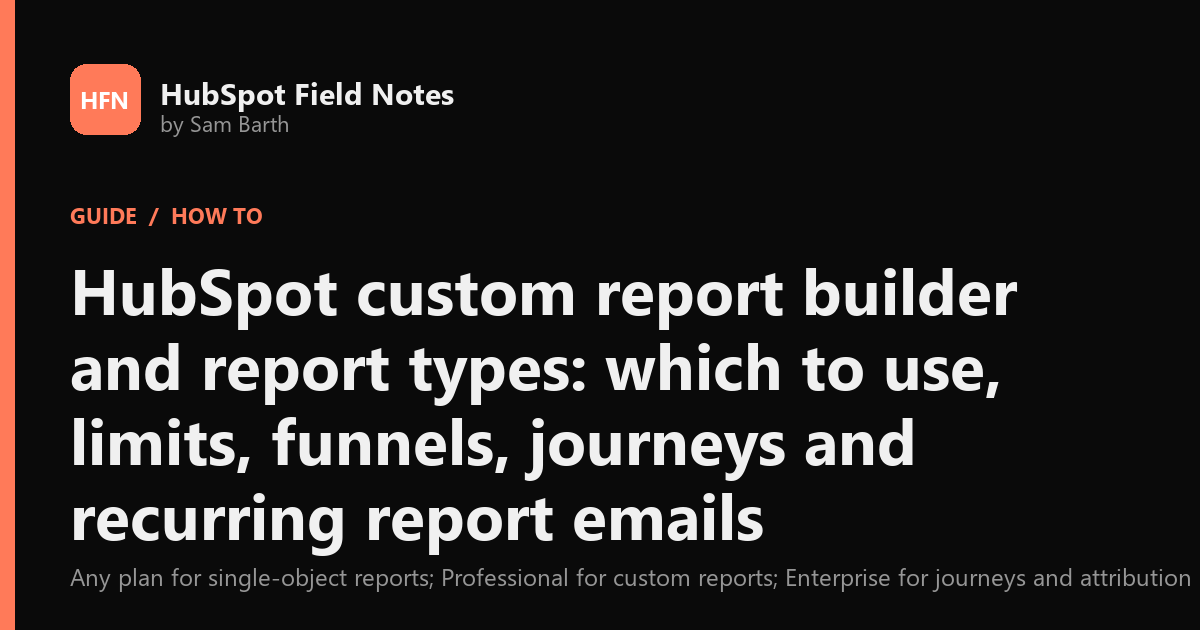 HFN
HubSpot Field Notes
by Sam Barth
GUIDE / HOW TO
HubSpot custom report builder
and report types: which to use,
limits, funnels, journeys and
recurring report emails
Any plan for single-object reports; Professional for custom reports; Enterprise for journeys and attribution